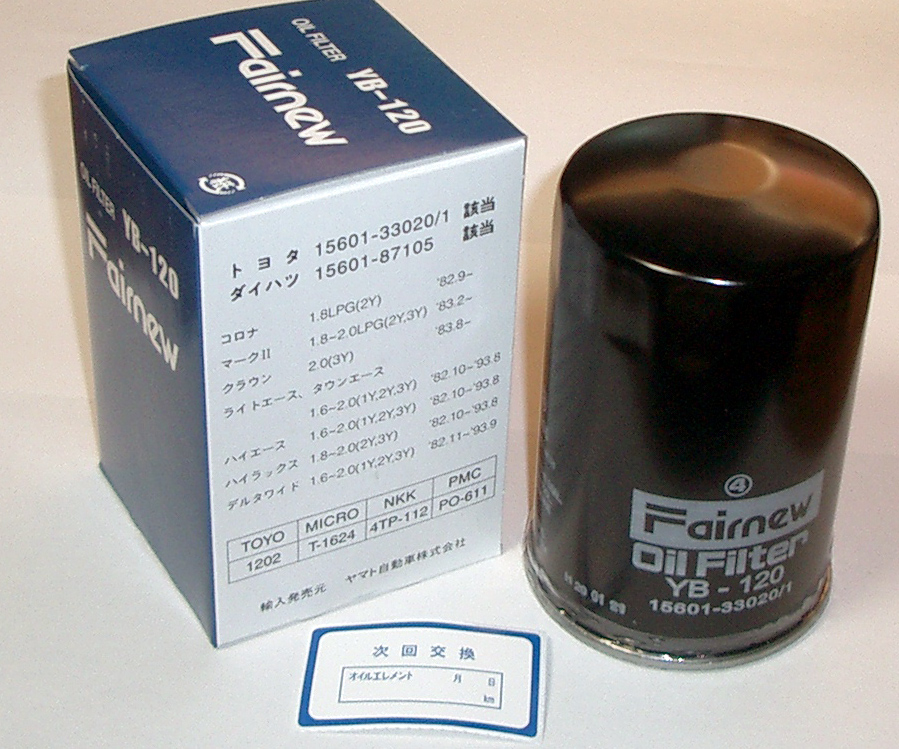 OIL FILTER YB-120
Fairnew
OIL FILTER YB-120
Fairnew
トヨタ 15601-33020/1 該当
ダイハツ 15601-87105 該当
コロナ 1.8LPG(2Y) '82.9~
マークII 1.8~2.0LPG(2Y,3Y) '83.2~
クラウン 2.0(3Y) '83.8~
ライトエース、タウンエース
1.6~2.0(1Y,2Y,3Y) '82.10~'93.8
ハイエース 1.6~2.0(1Y,2Y,3Y) '82.10~'93.8
ハイラックス 1.8~2.0(2Y,3Y) '82.10~'93.8
デルタワイド 1.6~2.0(1Y,2Y,3Y) '82.11~'93.9
TOYO MICRO NKK PMC
1202 T-1624 4TP-112 PO-611
輸入発売元 ヤマト自動車株式会社
④
Fairnew
Oil Filter
YB-120
15601-33020/1
次回交換
オイルエレメント 月 日
km